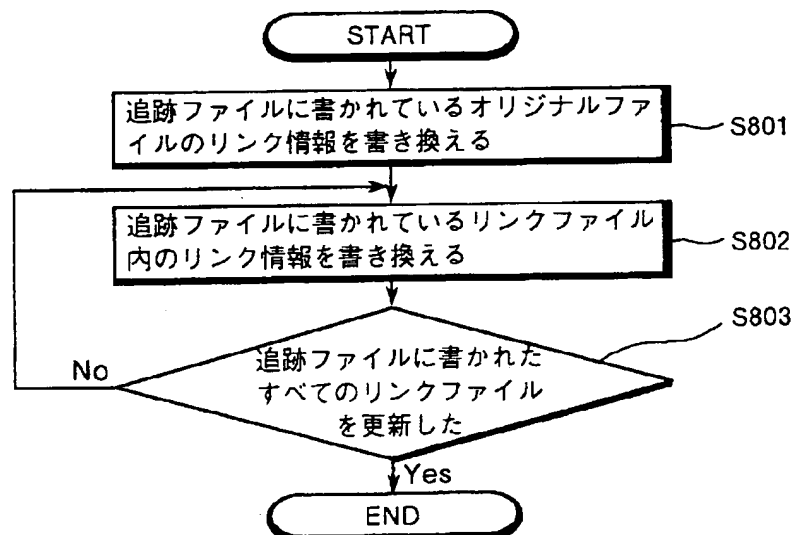 START
追跡ファイルに書かれているオリジナルファ
イルのリンク情報を書き換える
S801
追跡ファイルに書かれているリンクファイル
内のリンク情報を書き換える
S802
S803
追跡ファイルに書かれた
すべてのリンクファイル
を更新した
No
Yes
END